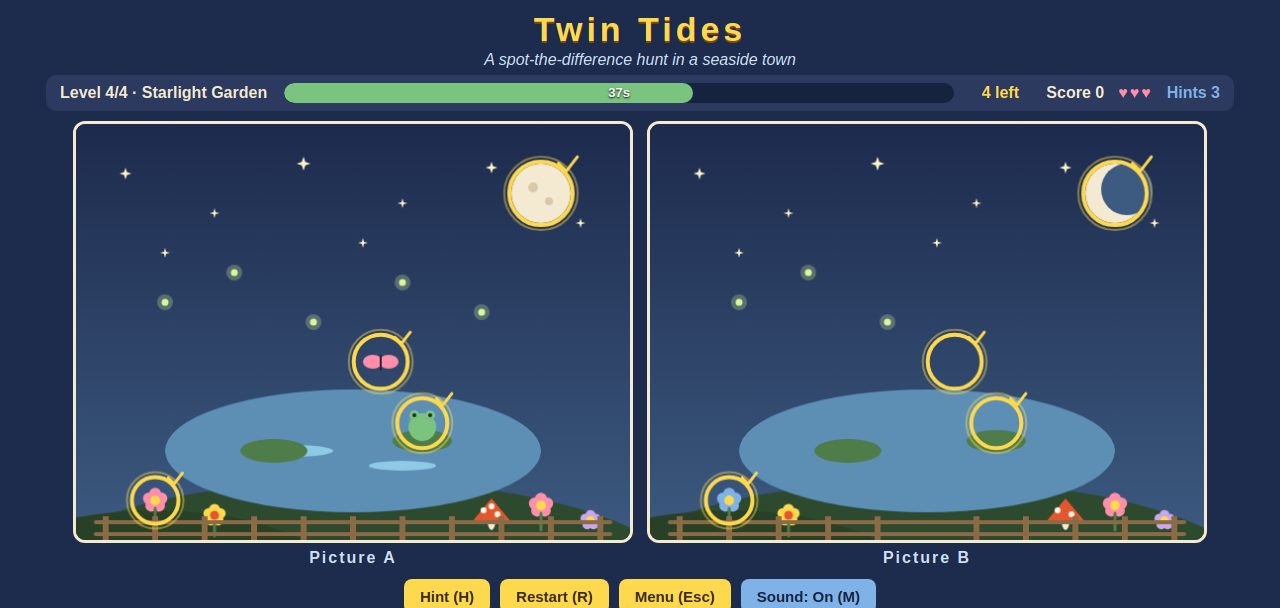 Twin Tides
A spot-the-difference hunt in a seaside town
Level 4/4 · Starlight Garden 37s 4 left Score 0 ♥♥♥ Hints 3
Picture A Picture B
Hint (H) Restart (R) Menu (Esc) Sound: On (M)